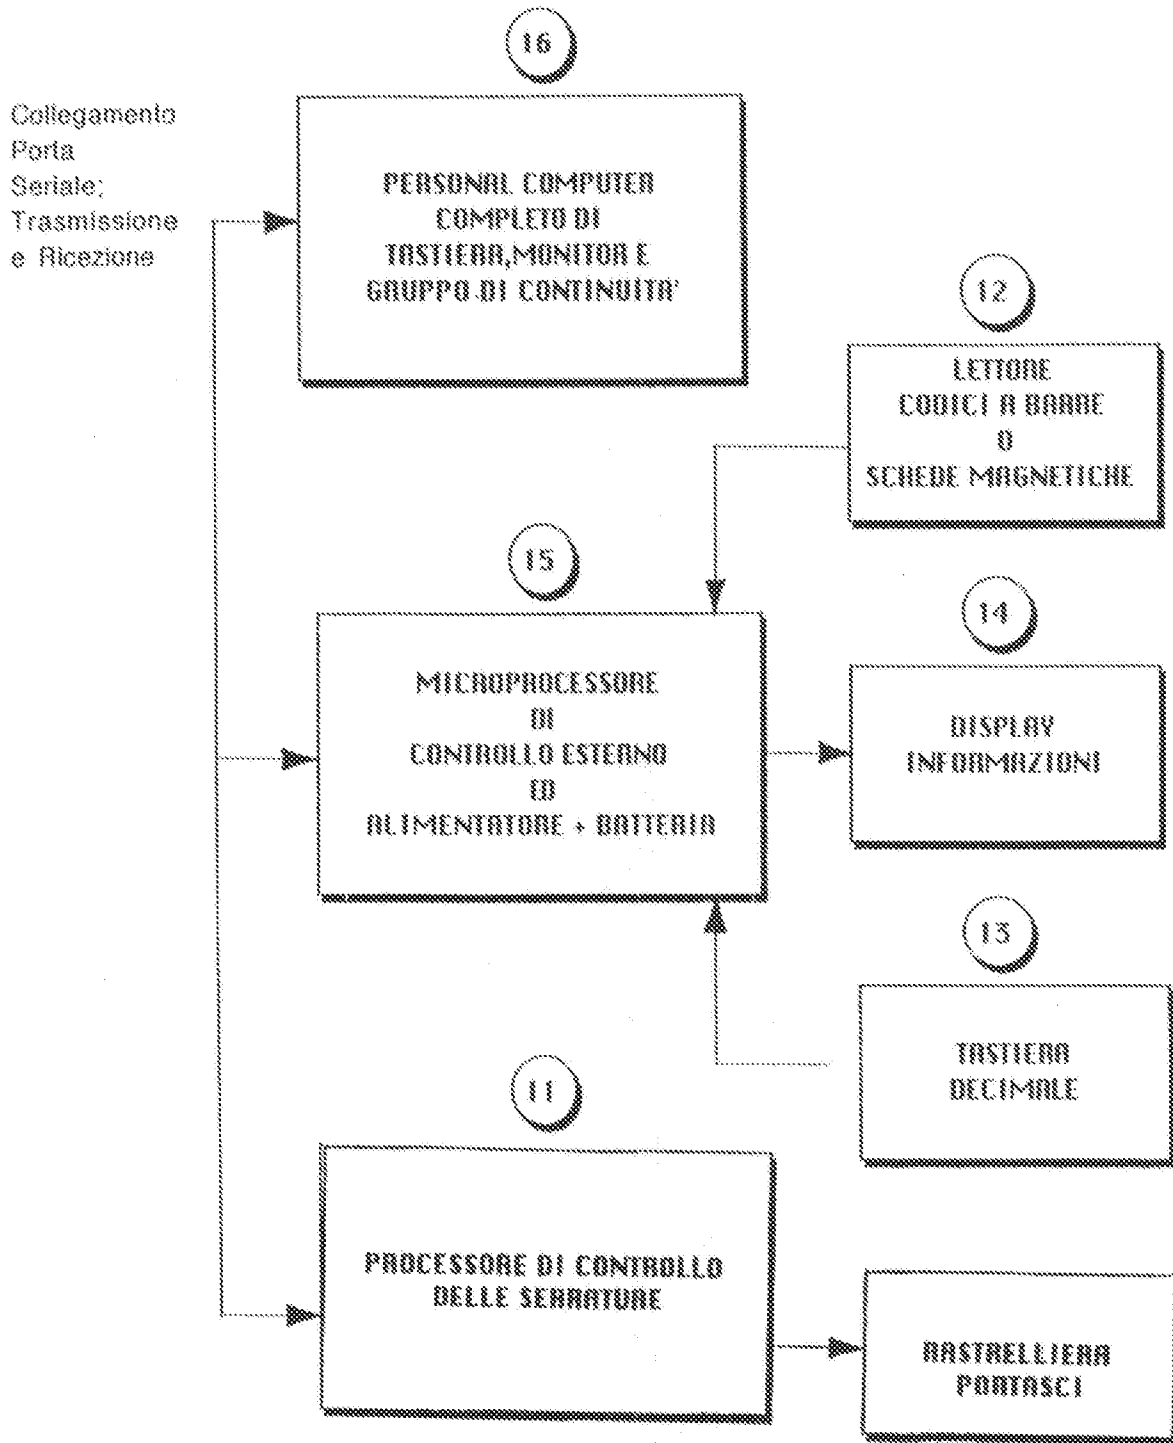 16
Collegamento
Porta
Seriale;
Trasmissione
e Ricezione
PERSONAL COMPUTER
COMPLETO DI
TASTIERA,MONITOR E
GRUPPO DI CONTINUITA'
12
LETTORE
CODICI A BARRE
O
SCHEDE MAGNETICHE
15
MICROPROCESSORE
DI
CONTROLLO ESTERNO
ED
ALIMENTATORE + BATTERIA
14
DISPLAY
INFORMAZIONI
13
TASTIERA
DECIMALE
11
PROCESSORE DI CONTROLLO
DELLE SERRATURE
RASTRELLIERA
PORTASCI